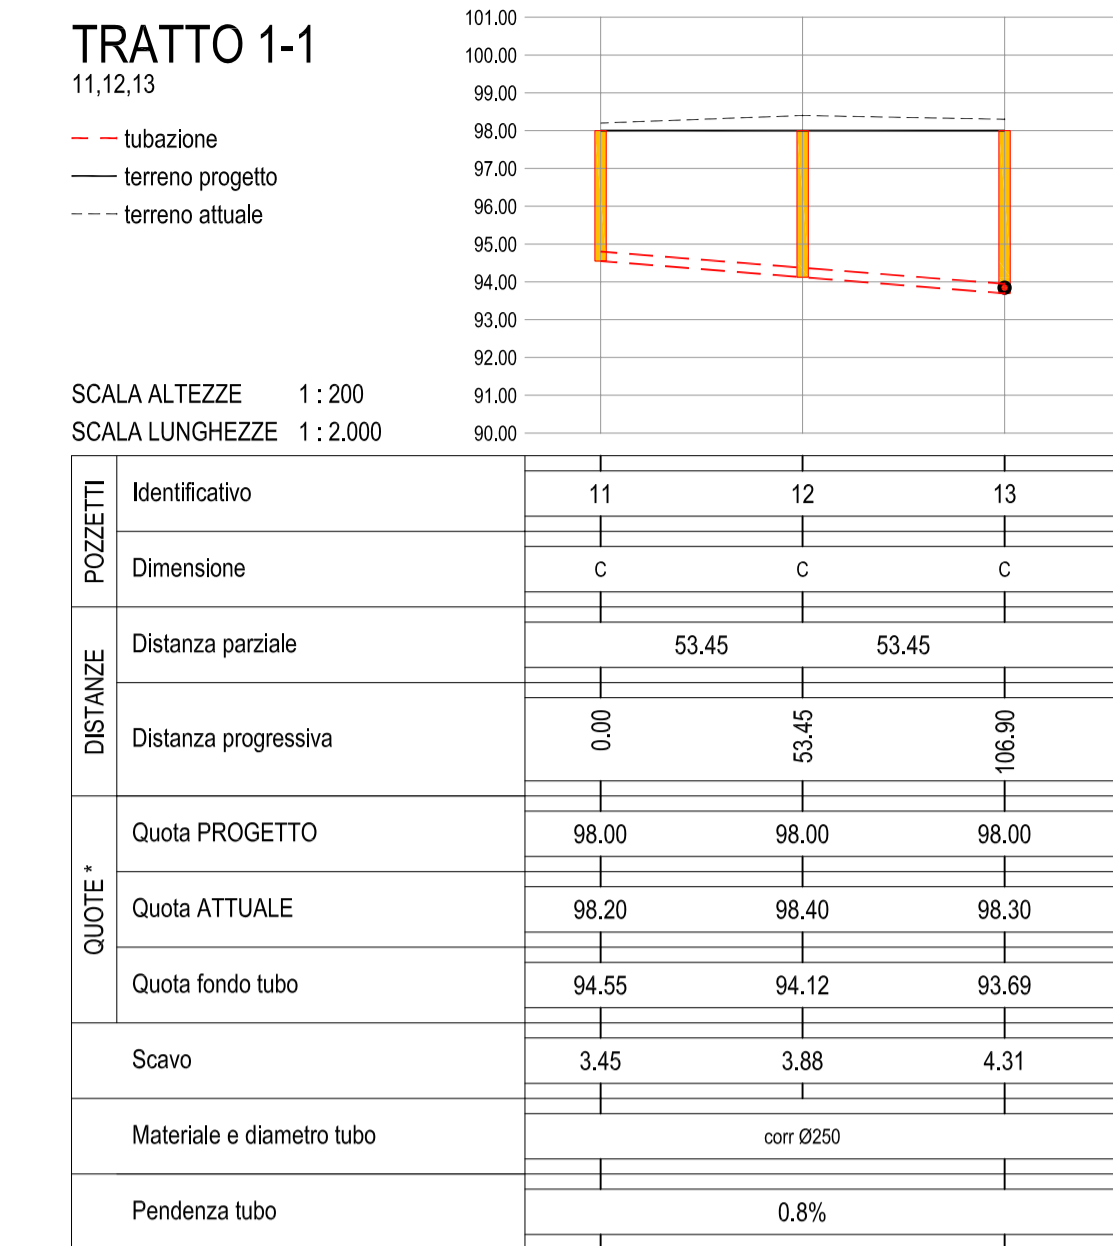 TRATTO 1-1
11,12,13
tubazione
terreno progetto
terreno attuale
SCALA ALTEZZE 1 : 200
SCALA LUNGHEZZE 1 : 2.000
101.00
100.00
99.00
98.00
97.00
96.00
95.00
94.00
93.00
92.00
91.00
90.00
POZZETTI
Identificativo 11 12 13
Dimensione C C C
DISTANZE
Distanza parziale 53.45 53.45
Distanza progressiva 0.00 53.45 106.90
QUOTE *
Quota PROGETTO 98.00 98.00 98.00
Quota ATTUALE 98.20 98.40 98.30
Quota fondo tubo 94.55 94.12 93.69
Scavo 3.45 3.88 4.31
Materiale e diametro tubo corr Ø250
Pendenza tubo 0.8%